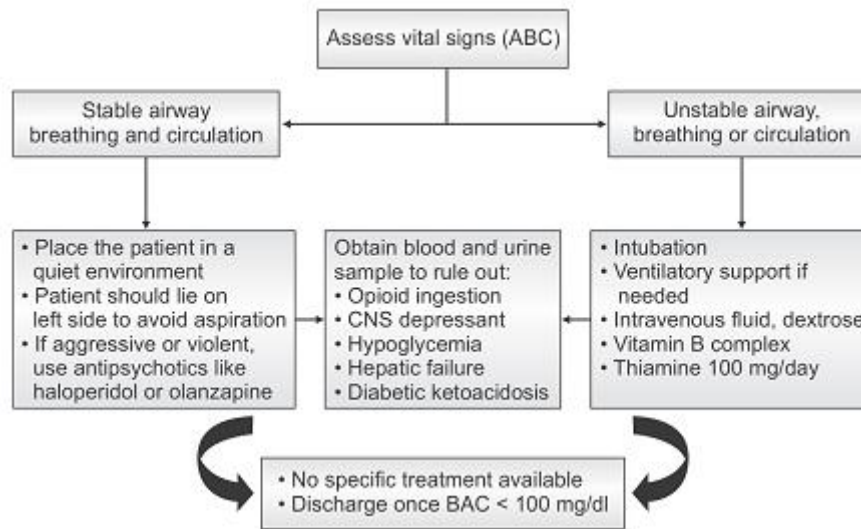 Assess vital signs (ABC)
Stable airway
breathing and circulation
Unstable airway,
breathing or circulation
• Place the patient in a
quiet environment
• Patient should lie on
left side to avoid aspiration
• If aggressive or violent,
use antipsychotics like
haloperidol or olanzapine
Obtain blood and urine
sample to rule out:
• Opioid ingestion
• CNS depressant
• Hypoglycemia
• Hepatic failure
• Diabetic ketoacidosis
• Intubation
• Ventilatory support if
needed
• Intravenous fluid, dextrose
• Vitamin B complex
• Thiamine 100 mg/day
• No specific treatment available
• Discharge once BAC < 100 mg/dl